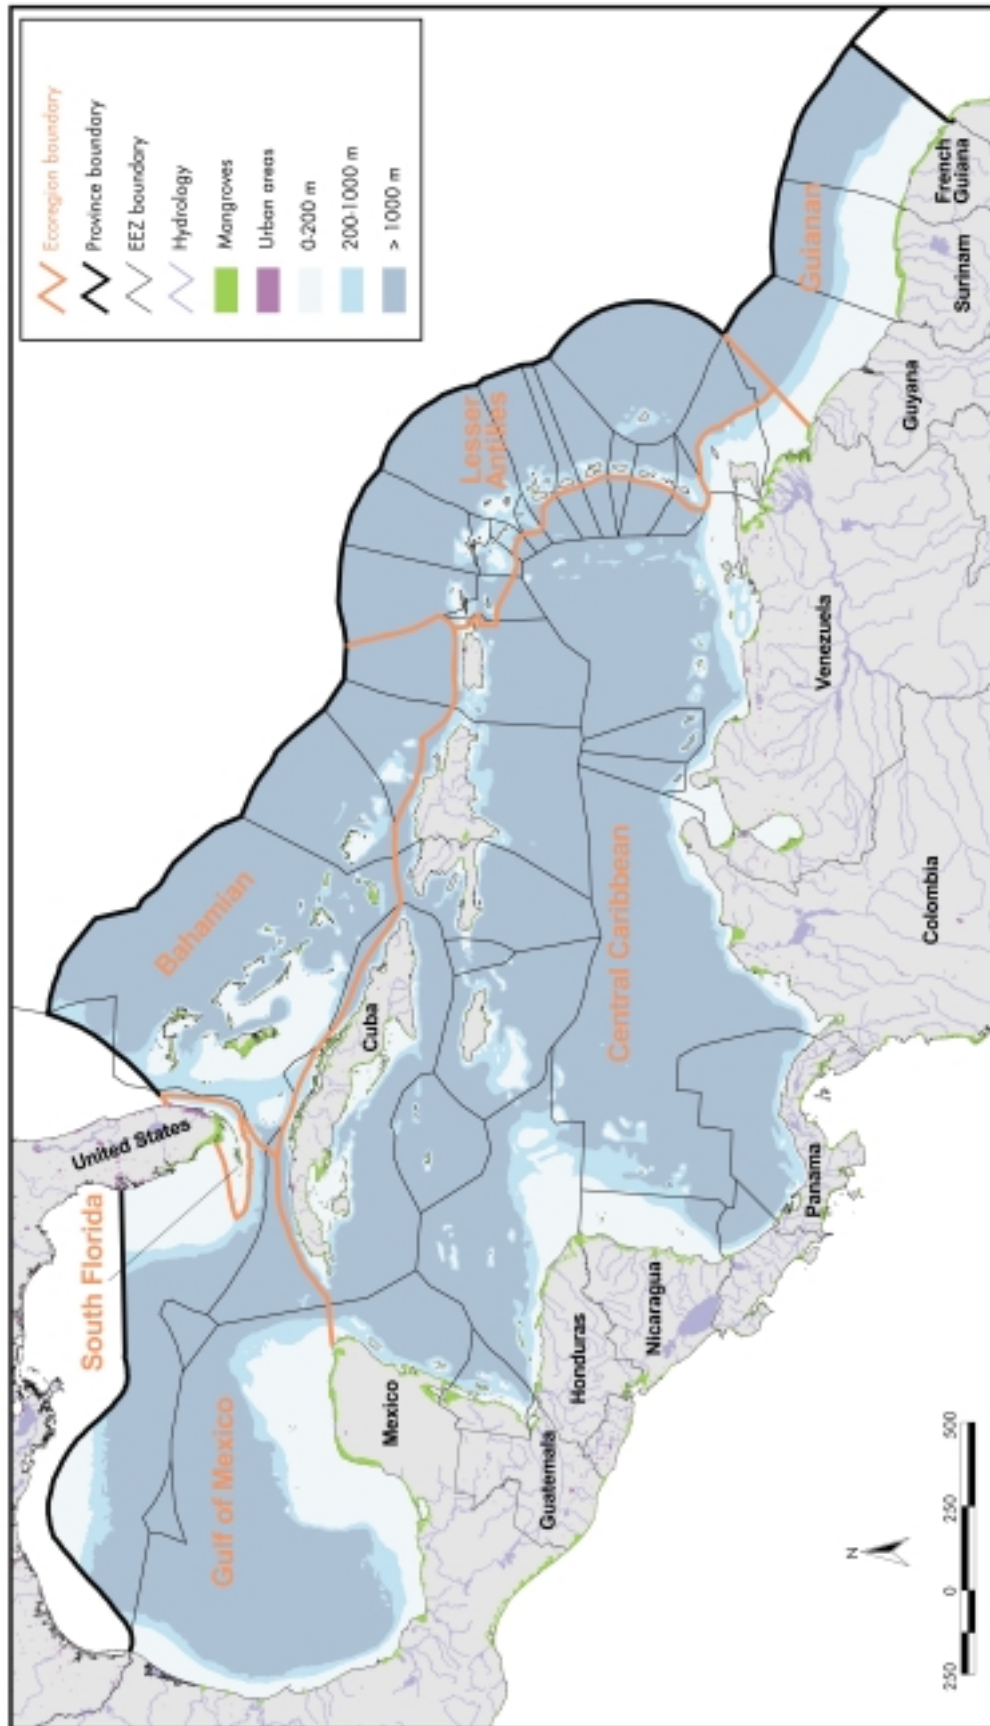 Ecoregion boundary
Province boundary
EEZ boundary
Hydrology
Mangroves
Urban areas
0-200 m
200-1000 m
> 1000 m
South Florida
United States
Gulf of Mexico
Bahamian
Lesser
Antilles
Guianan
Central Caribbean
Cuba
Mexico
Guatemala
Honduras
Nicaragua
Panama
Colombia
Venezuela
Guyana
Surinam
French
Guiana
N
250 0 250 500